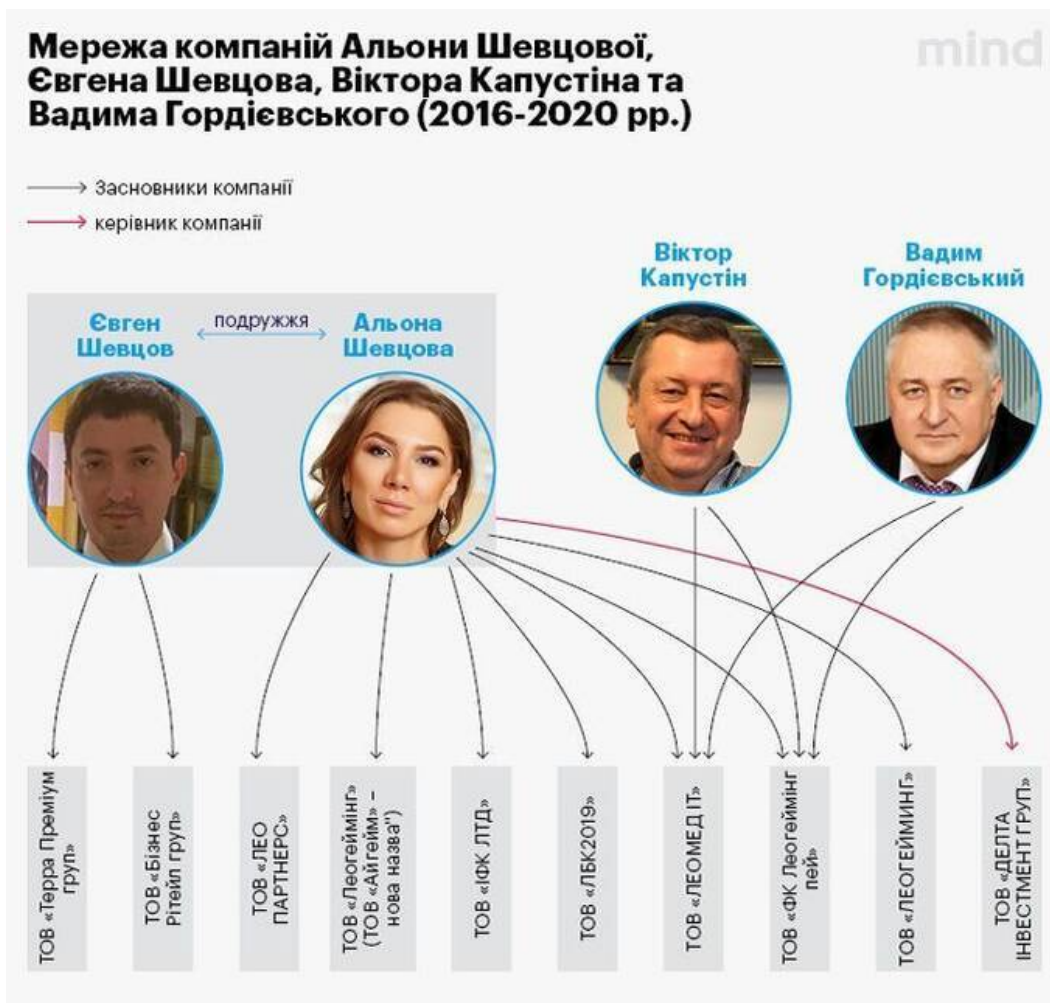 Мережа компаній Альони Шевцової,
Євгена Шевцова, Віктора Капустіна та
Вадима Гордієвського (2016-2020 рр.)
mind
Засновники компанії
керівник компанії
Євген
Шевцов
подружжя
Альона
Шевцова
Віктор
Капустін
Вадим
Гордієвський
ТОВ «Терра Преміум
груп»
ТОВ «Бізнес
Рітейл груп»
ТОВ «ЛЕО
ПАРТНЕРС»
ТОВ «Леогеймінг»
(ТОВ «Айгейм» –
нова назва")
ТОВ «ІФК ЛТД»
ТОВ «ЛБК2019»
ТОВ «ЛЕОМЕД ІТ»
ТОВ «ФК Леогеймінг
пей»
ТОВ «ЛЕОГЕЙМИНГ»
ТОВ «ДЕЛТА
ІНВЕСТМЕНТ ГРУП»